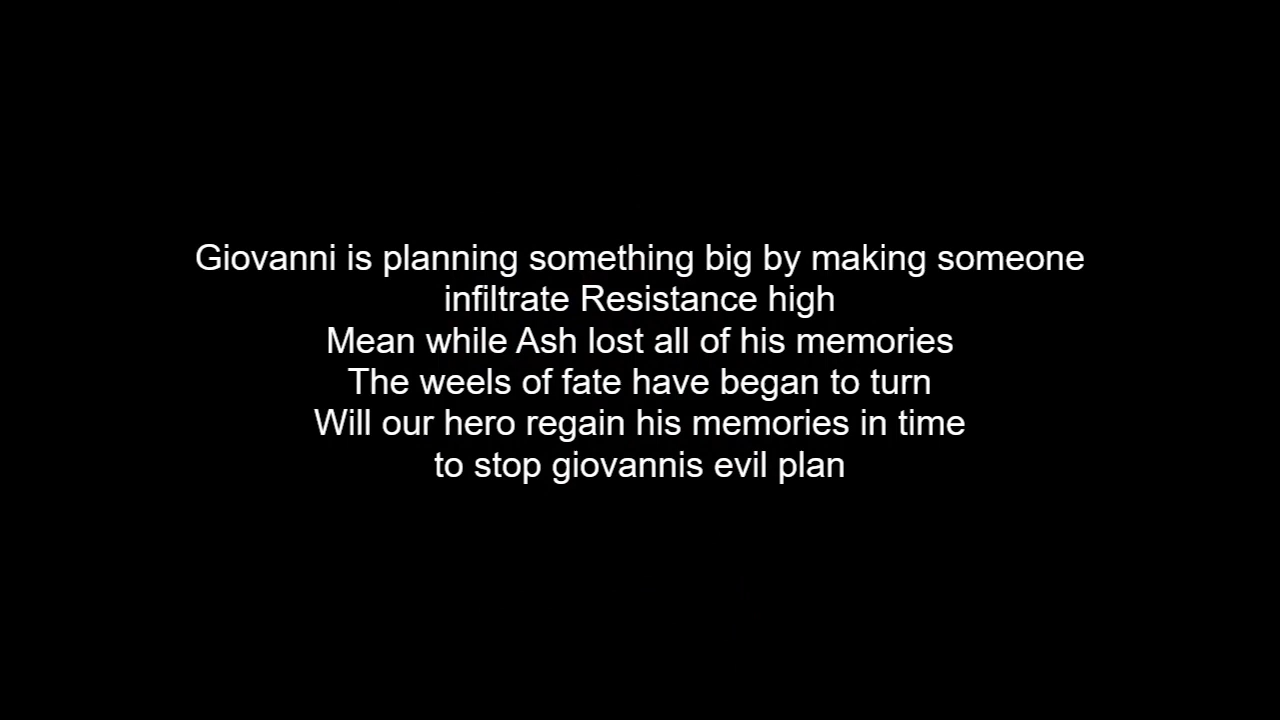 Giovanni is planning something big by making someone
infiltrate Resistance high
Mean while Ash lost all of his memories
The weels of fate have began to turn
Will our hero regain his memories in time
to stop giovannis evil plan